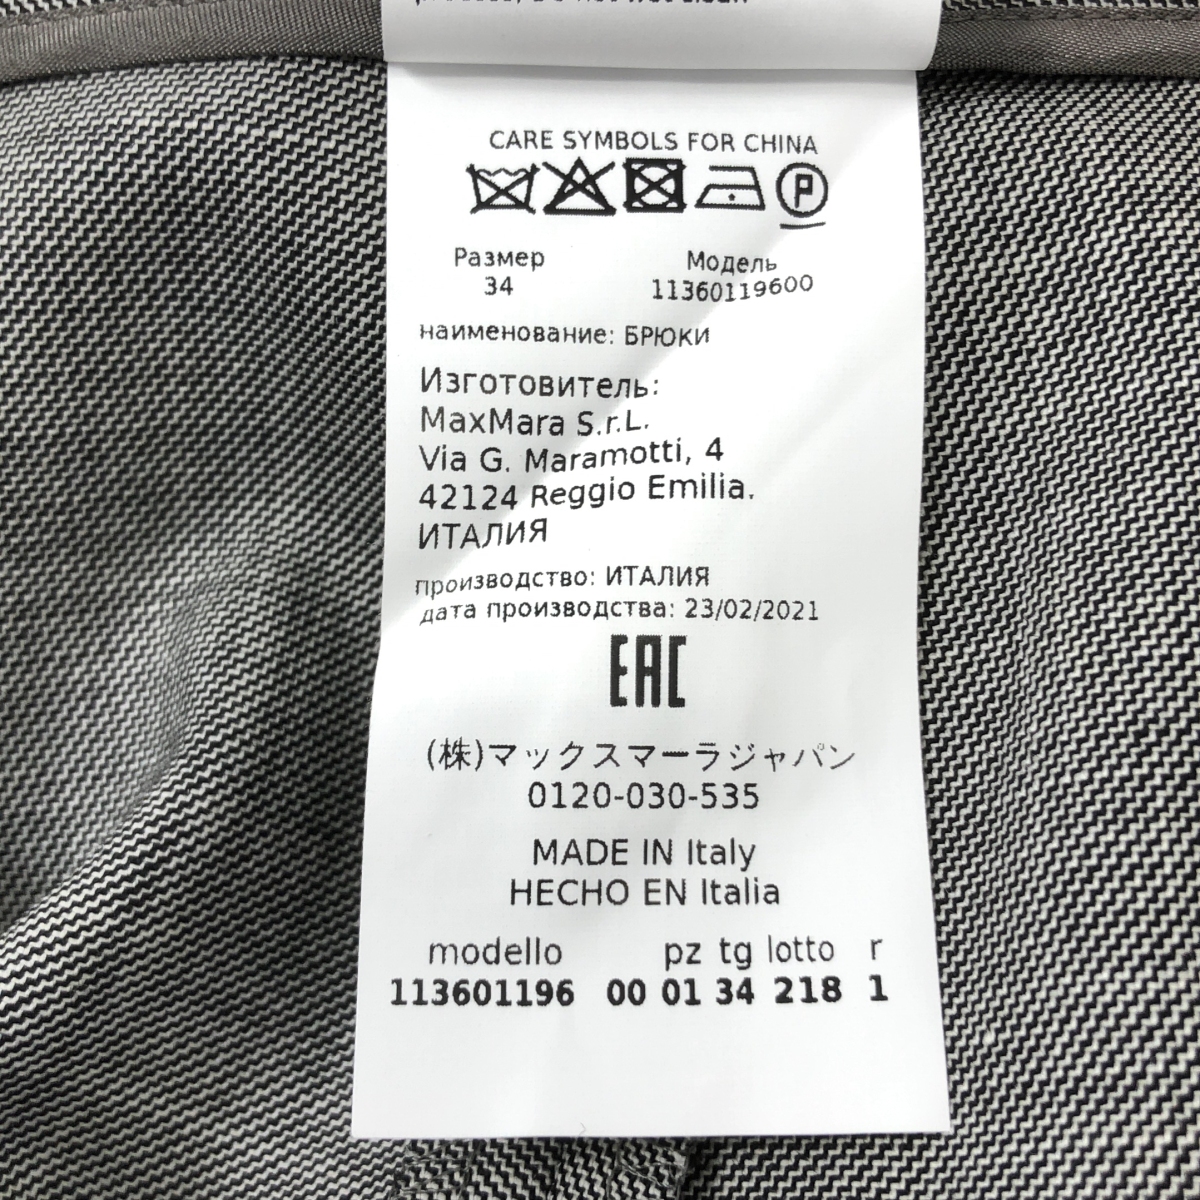 CARE SYMBOLS FOR CHINA
P
Размер Модель
34 11360119600
наименование: БРЮКИ
Изготовитель:
MaxMara S.r.L.
Via G. Maramotti, 4
42124 Reggio Emilia.
ИТАЛИЯ
производство: ИТАЛИЯ
дата производства: 23/02/2021
EAC
(株)マックスマーラジャパン
0120-030-535
MADE IN Italy
HECHO EN Italia
modello pz tg lotto r
113601196 00 01 34 218 1